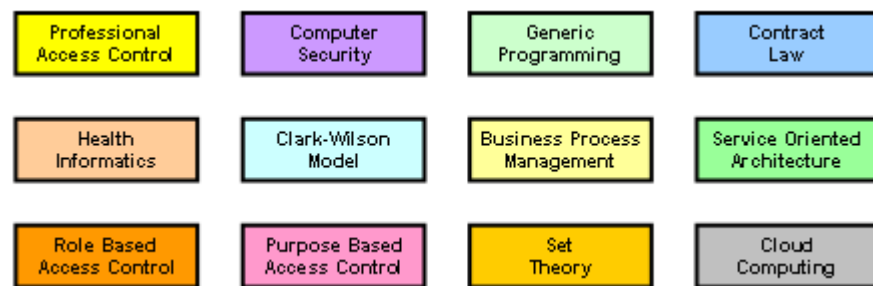 Professional
Access Control
Computer
Security
Generic
Programming
Contract
Law
Health
Informatics
Clark-Wilson
Model
Business Process
Management
Service Oriented
Architecture
Role Based
Access Control
Purpose Based
Access Control
Set
Theory
Cloud
Computing